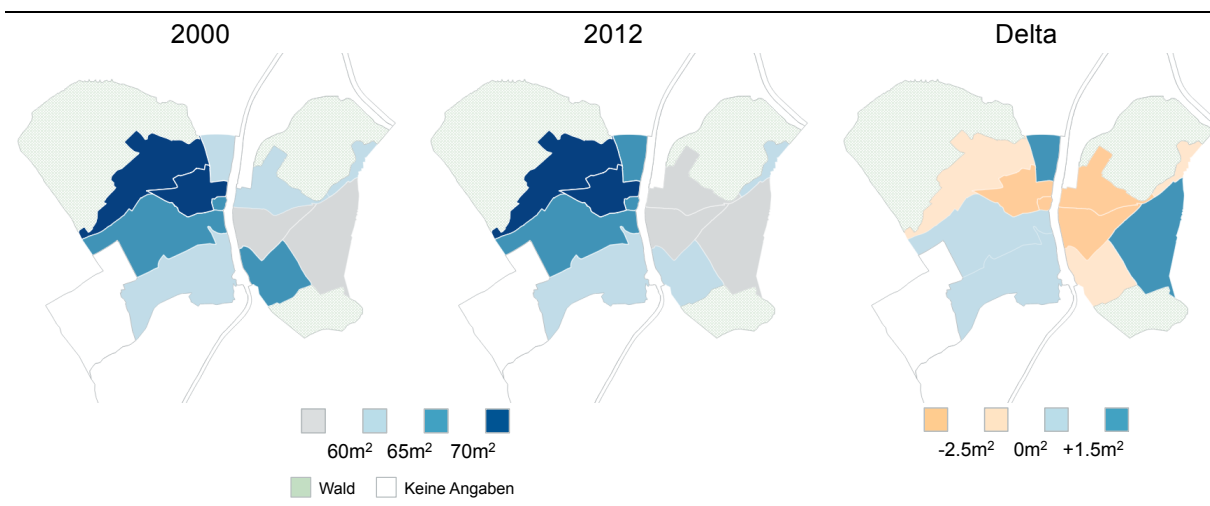 2000 2012 Delta
60m² 65m² 70m² -2.5m² 0m² +1.5m²
Wald Keine Angaben